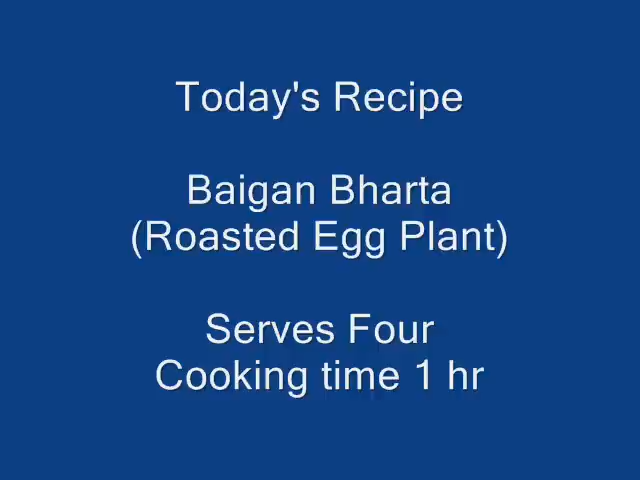 Today's Recipe
Baigan Bharta
(Roasted Egg Plant)
Serves Four
Cooking time 1 hr